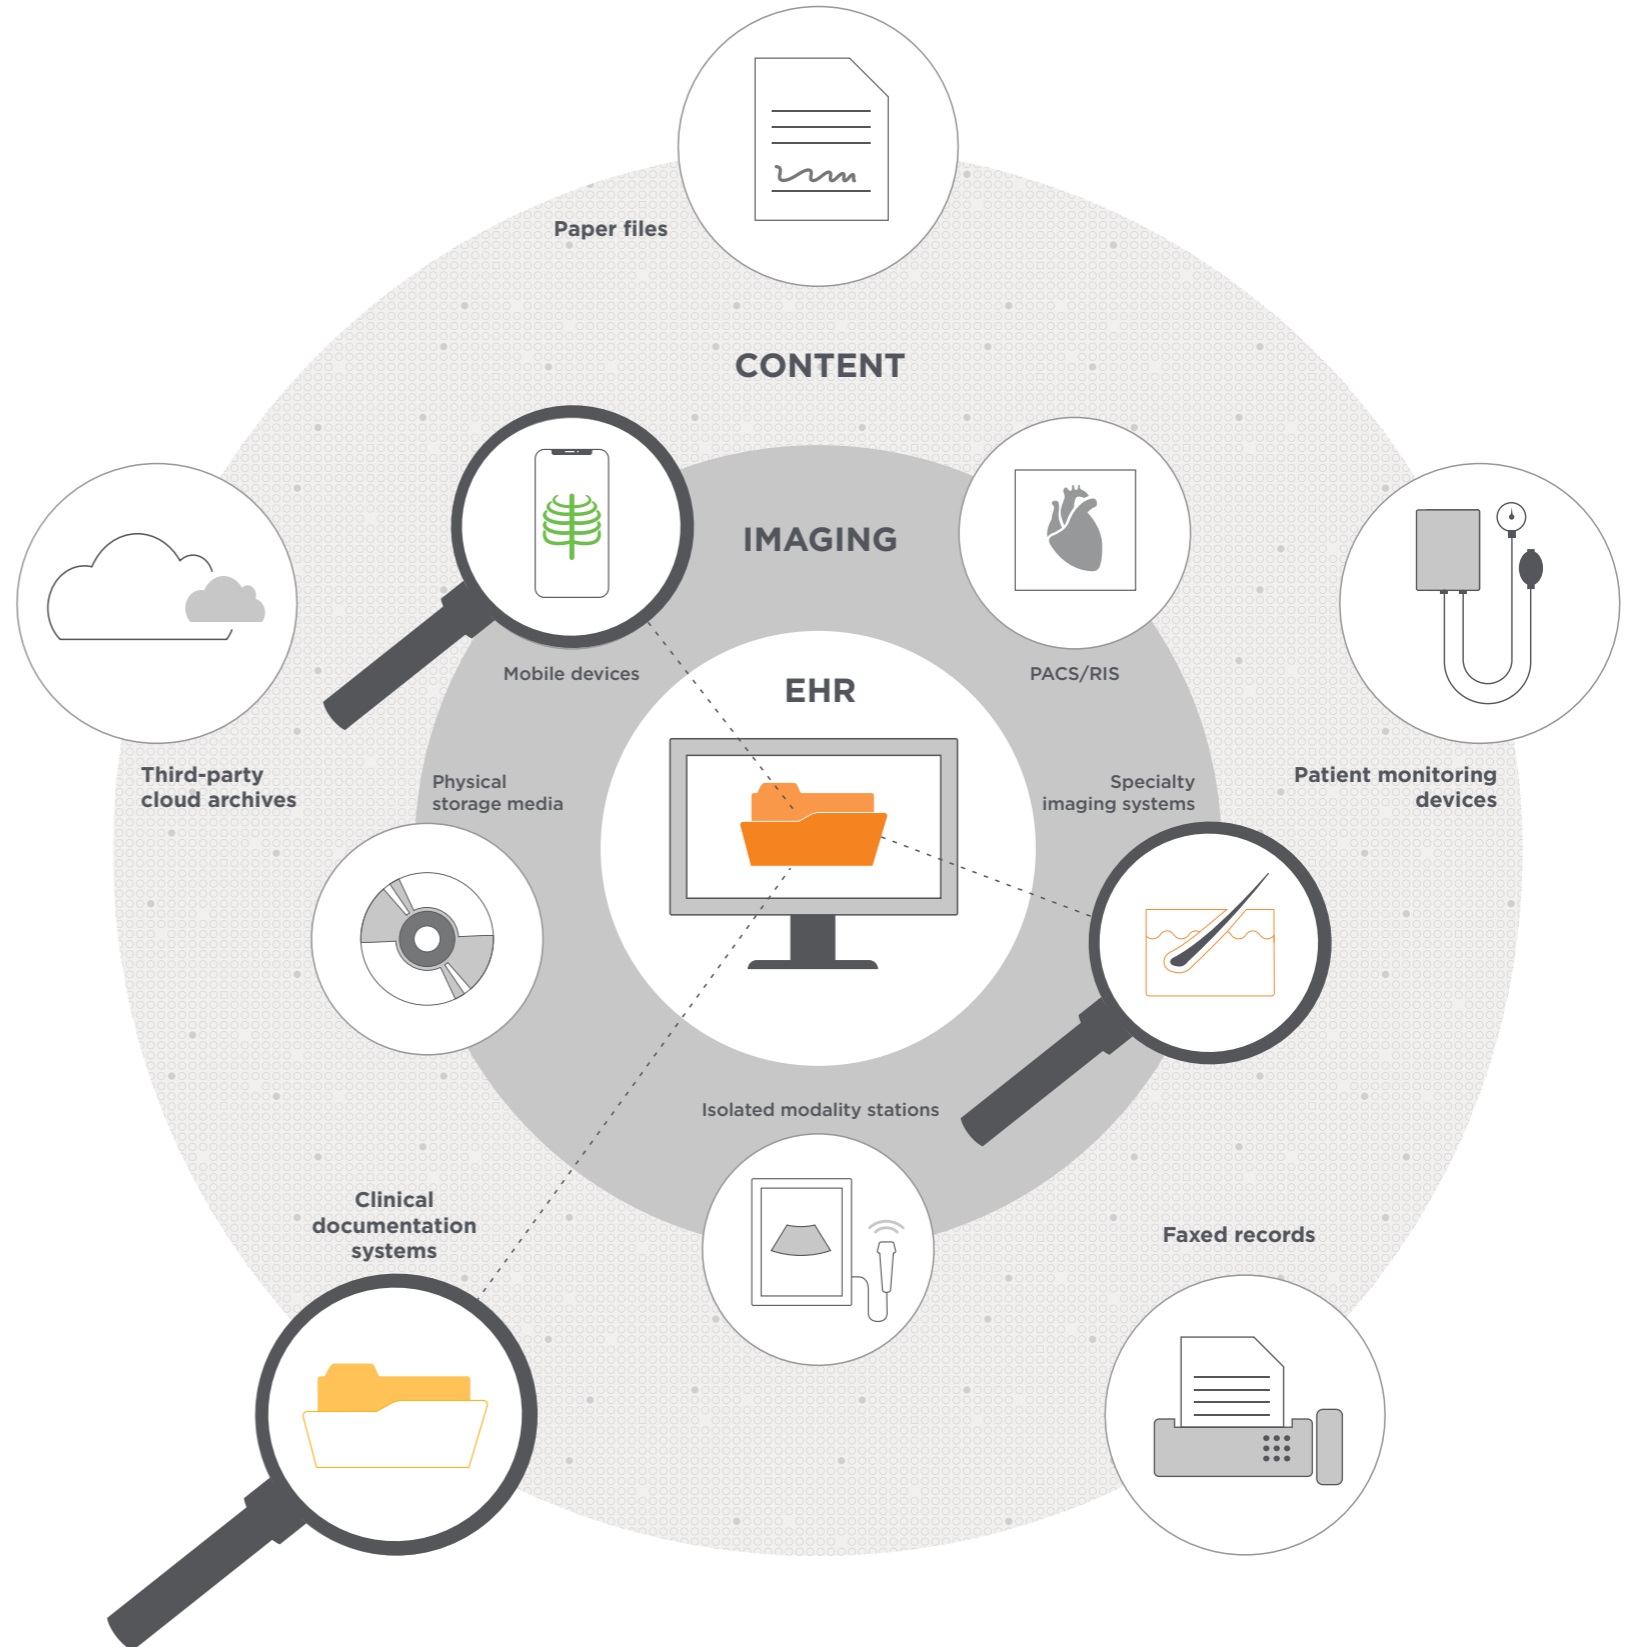 Paper files
CONTENT
IMAGING
Mobile devices
PACS/RIS
EHR
Third-party
cloud archives
Physical
storage media
Specialty
imaging systems
Patient monitoring
devices
Isolated modality stations
Clinical
documentation
systems
Faxed records